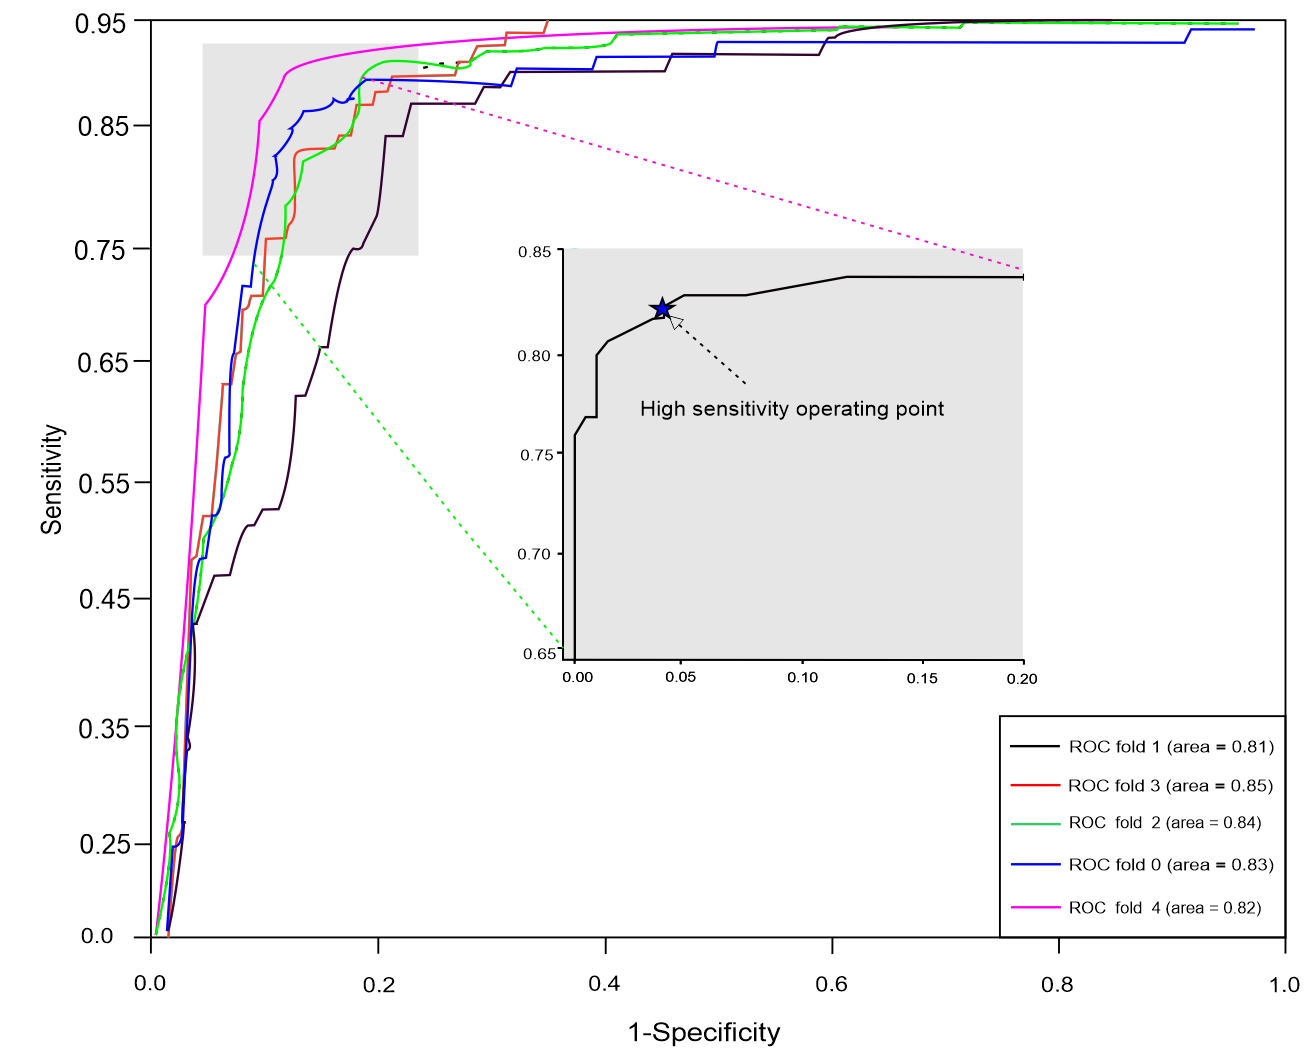 0.95
0.85
0.75
0.65
0.55
0.45
0.35
0.25
0.0
Sensitivity
0.0 0.2 0.4 0.6 0.8 1.0
1-Specificity
0.85
0.80
0.75
0.70
0.65
0.00 0.05 0.10 0.15 0.20
High sensitivity operating point
ROC fold 1 (area = 0.81)
ROC fold 3 (area = 0.85)
ROC fold 2 (area = 0.84)
ROC fold 0 (area = 0.83)
ROC fold 4 (area = 0.82)